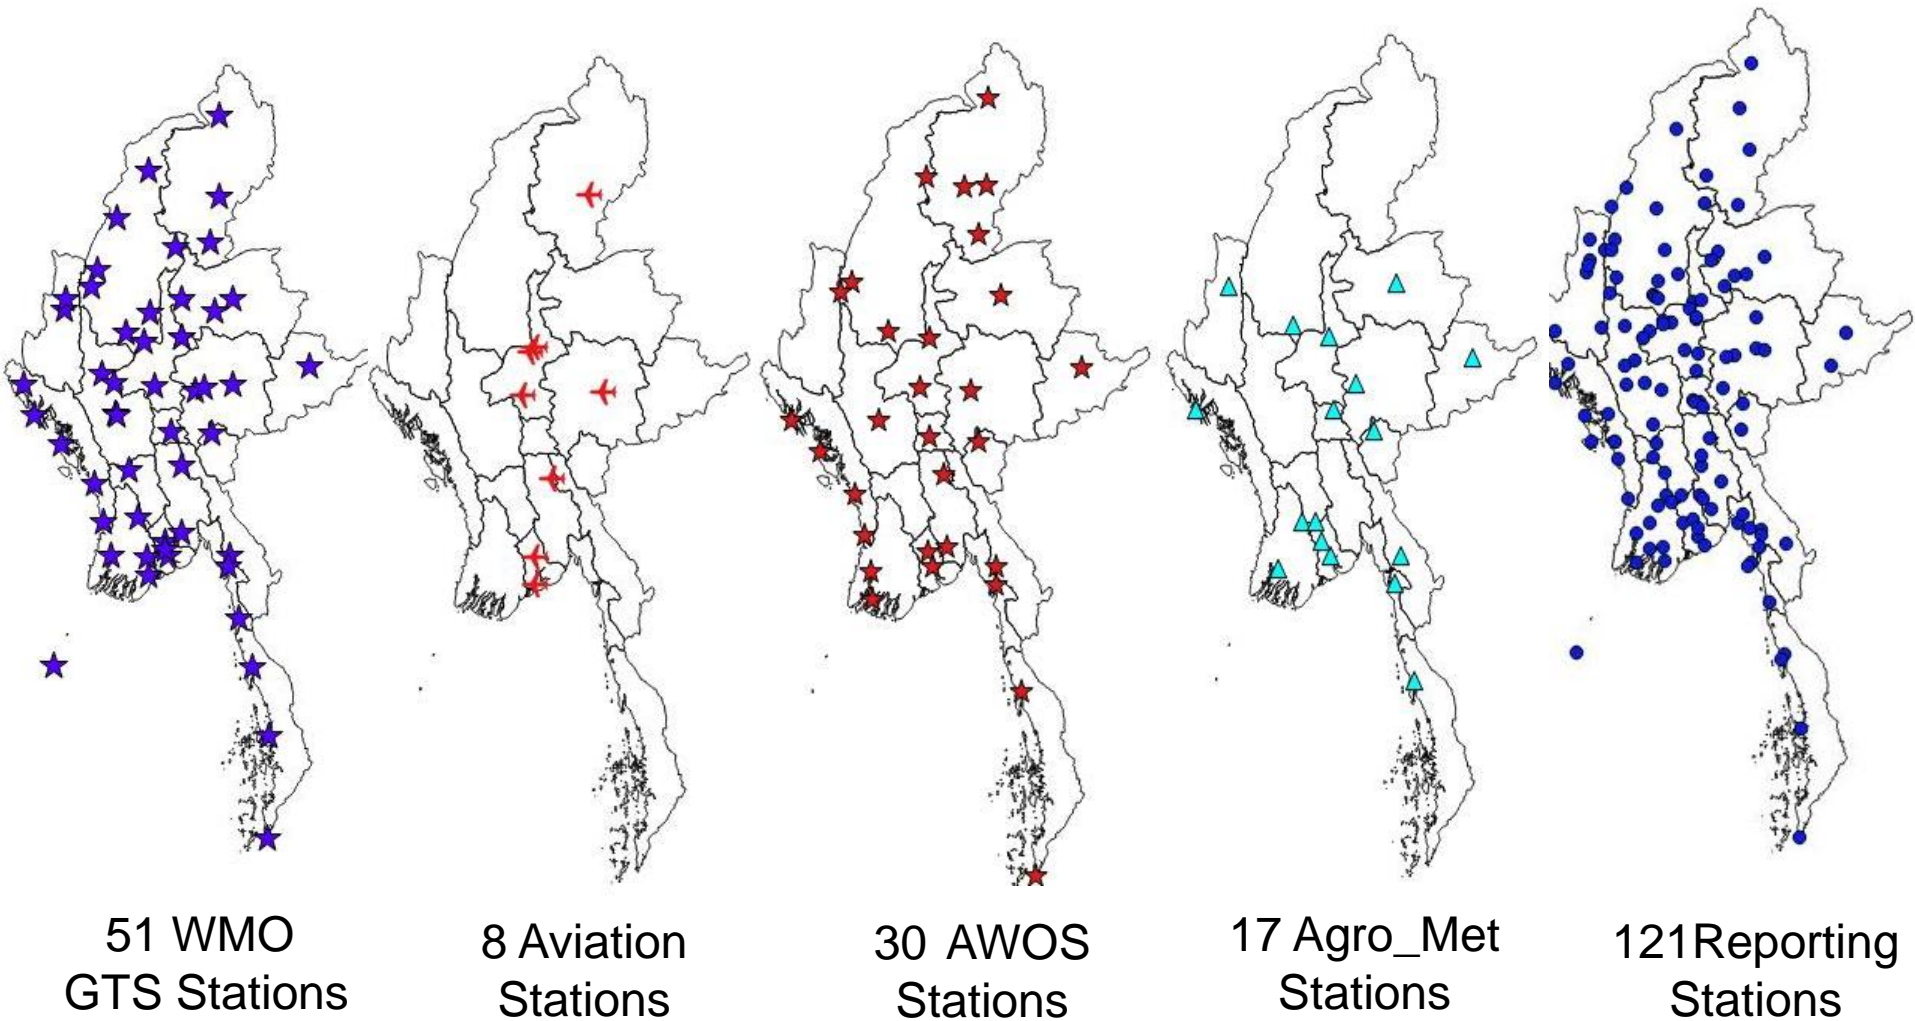 51 WMO
GTS Stations
8 Aviation
Stations
30 AWOS
Stations
17 Agro_Met
Stations
121Reporting
Stations